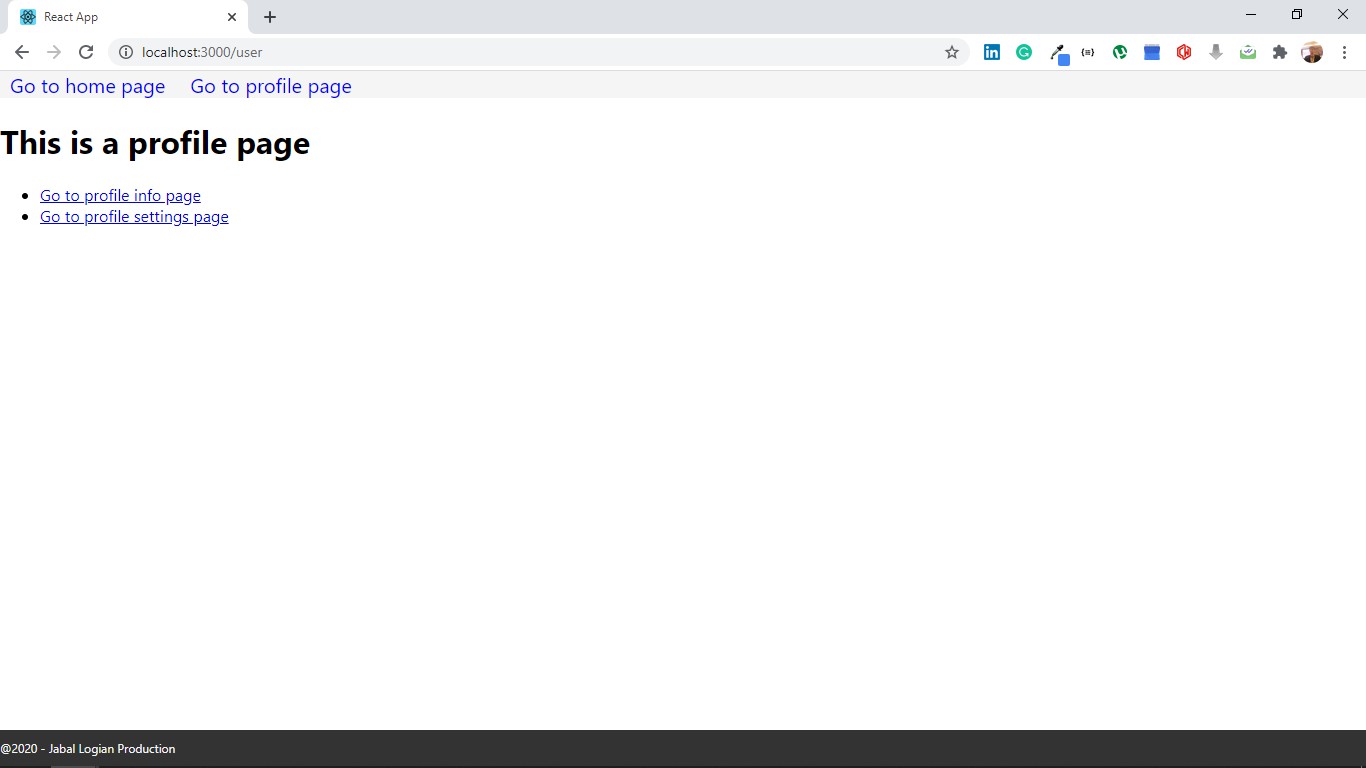 React App
localhost:3000/user
Go to home page Go to profile page
This is a profile page
Go to profile info page
Go to profile settings page
@2020 - Jabal Logian Production